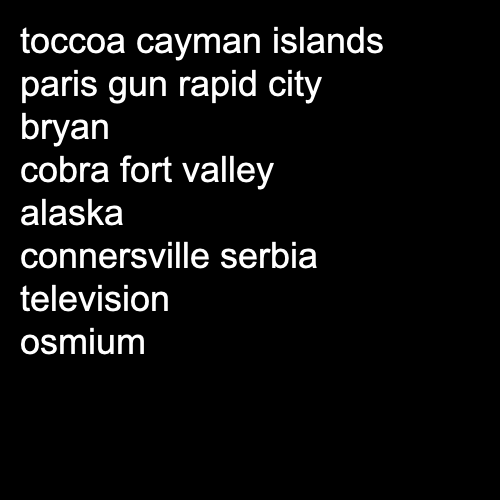 toccoa cayman islands
paris gun rapid city
bryan
cobra fort valley
alaska
connersville serbia
television
osmium